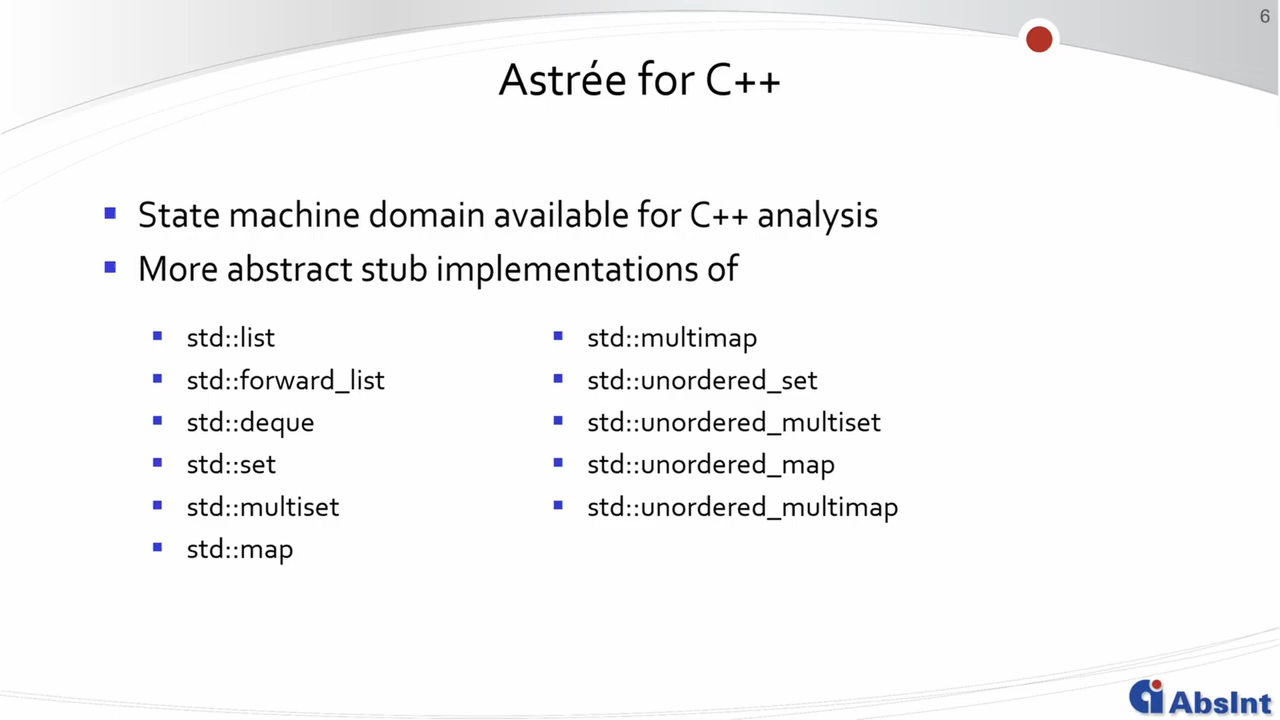 6
Astrée for C++
State machine domain available for C++ analysis
More abstract stub implementations of
std::list
std::forward_list
std::deque
std::set
std::multiset
std::map
std::multimap
std::unordered_set
std::unordered_multiset
std::unordered_map
std::unordered_multimap
AbsInt